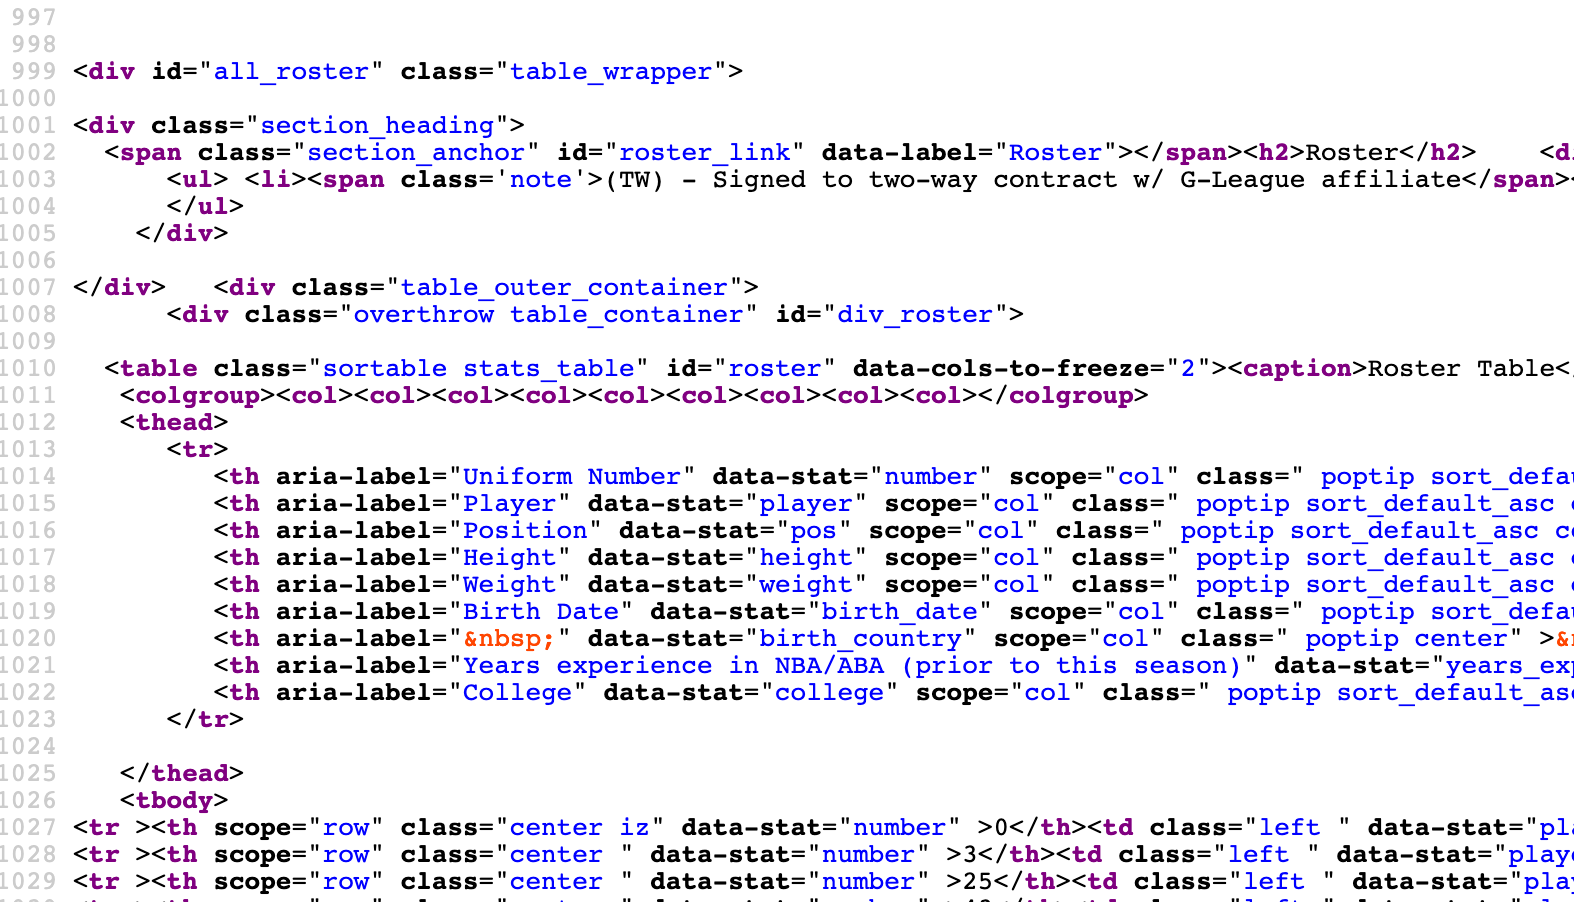 997
998
999 <div id="all_roster" class="table_wrapper">
1000
1001 <div class="section_heading">
1002   <span class="section_anchor" id="roster_link" data-label="Roster"></span><h2>Roster</h2>    <d
1003       <ul> <li><span class='note'>(TW) - Signed to two-way contract w/ G-League affiliate</span><
1004       </ul>
1005     </div>
1006
1007 </div>   <div class="table_outer_container">
1008       <div class="overthrow table_container" id="div_roster">
1009
1010   <table class="sortable stats_table" id="roster" data-cols-to-freeze="2"><caption>Roster Table<
1011    <colgroup><col><col><col><col><col><col><col><col><col></colgroup>
1012    <thead>
1013       <tr>
1014          <th aria-label="Uniform Number" data-stat="number" scope="col" class=" poptip sort_defau
1015          <th aria-label="Player" data-stat="player" scope="col" class=" poptip sort_default_asc c
1016          <th aria-label="Position" data-stat="pos" scope="col" class=" poptip sort_default_asc c
1017          <th aria-label="Height" data-stat="height" scope="col" class=" poptip sort_default_asc c
1018          <th aria-label="Weight" data-stat="weight" scope="col" class=" poptip sort_default_asc c
1019          <th aria-label="Birth Date" data-stat="birth_date" scope="col" class=" poptip sort_defau
1020          <th aria-label="&nbsp;" data-stat="birth_country" scope="col" class=" poptip center" >&
1021          <th aria-label="Years experience in NBA/ABA (prior to this season)" data-stat="years_exp
1022          <th aria-label="College" data-stat="college" scope="col" class=" poptip sort_default_asc
1023       </tr>
1024
1025    </thead>
1026    <tbody>
1027 <tr ><th scope="row" class="center iz" data-stat="number" >0</th><td class="left " data-stat="pla
1028 <tr ><th scope="row" class="center " data-stat="number" >3</th><td class="left " data-stat="playe
1029 <tr ><th scope="row" class="center " data-stat="number" >25</th><td class="left " data-stat="play